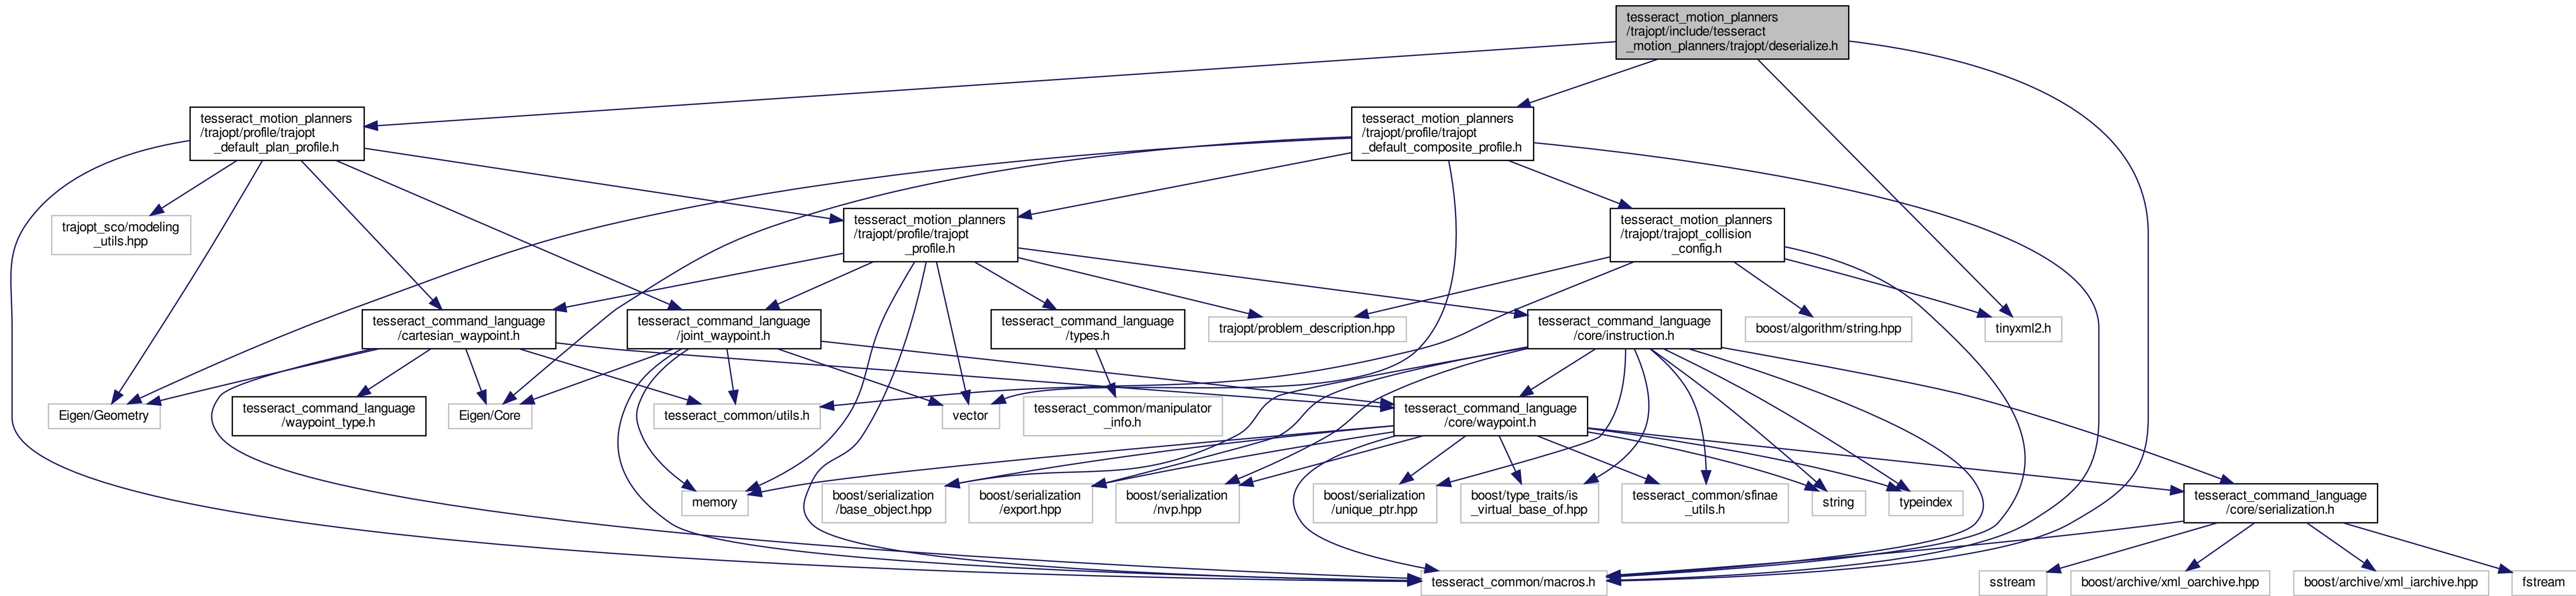 tesseract_motion_planners
/trajopt/include/tesseract
_motion_planners/trajopt/deserialize.h
tesseract_motion_planners
/trajopt/profile/trajopt
_default_plan_profile.h
tesseract_motion_planners
/trajopt/profile/trajopt
_default_composite_profile.h
trajopt_sco/modeling
_utils.hpp
tesseract_motion_planners
/trajopt/profile/trajopt
_profile.h
tesseract_motion_planners
/trajopt/trajopt_collision
_config.h
tesseract_command_language
/cartesian_waypoint.h
tesseract_command_language
/joint_waypoint.h
tesseract_command_language
/types.h
trajopt/problem_description.hpp
tesseract_command_language
/core/instruction.h
boost/algorithm/string.hpp
tinyxml2.h
Eigen/Geometry
tesseract_command_language
/waypoint_type.h
Eigen/Core
tesseract_common/utils.h
vector
tesseract_common/manipulator
_info.h
tesseract_command_language
/core/waypoint.h
memory
boost/serialization
/base_object.hpp
boost/serialization
/export.hpp
boost/serialization
/nvp.hpp
boost/serialization
/unique_ptr.hpp
boost/type_traits/is
_virtual_base_of.hpp
tesseract_common/sfinae
_utils.h
string
typeindex
tesseract_command_language
/core/serialization.h
tesseract_common/macros.h
sstream
boost/archive/xml_oarchive.hpp
boost/archive/xml_iarchive.hpp
fstream